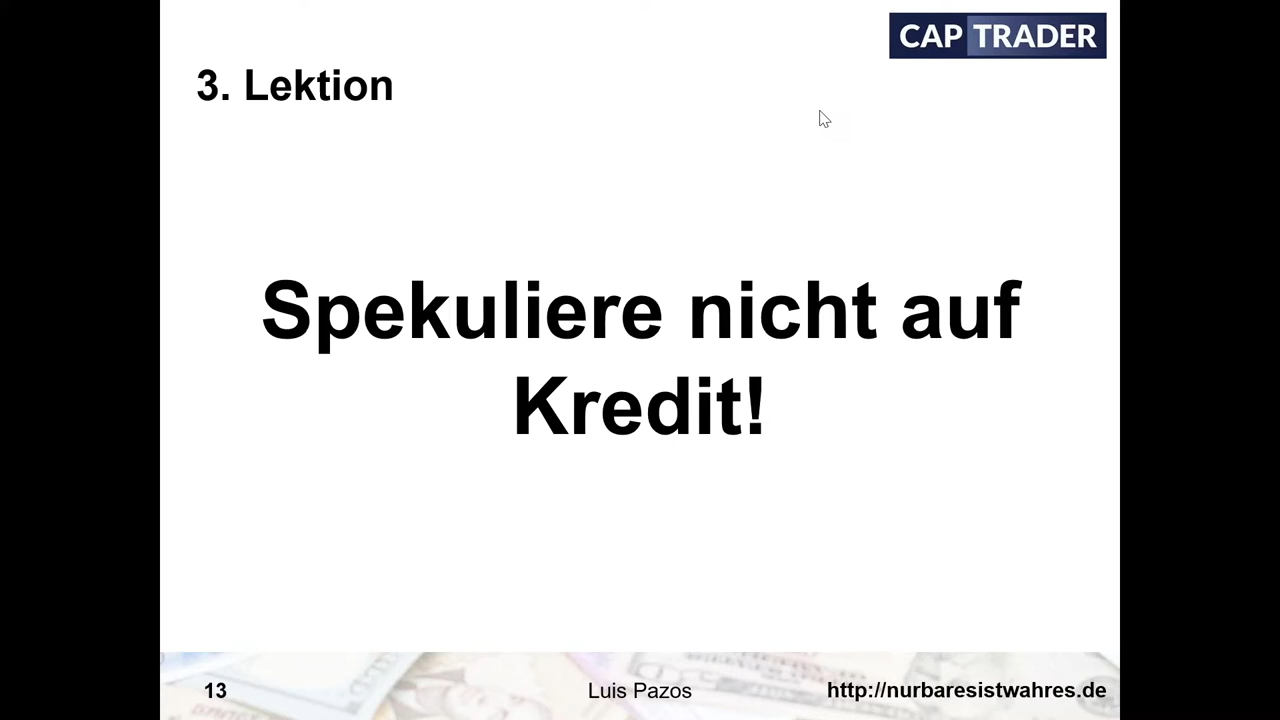 CAP TRADER
3. Lektion
Spekuliere nicht auf
Kredit!
13
Luis Pazos
http://nurbaresistwahres.de